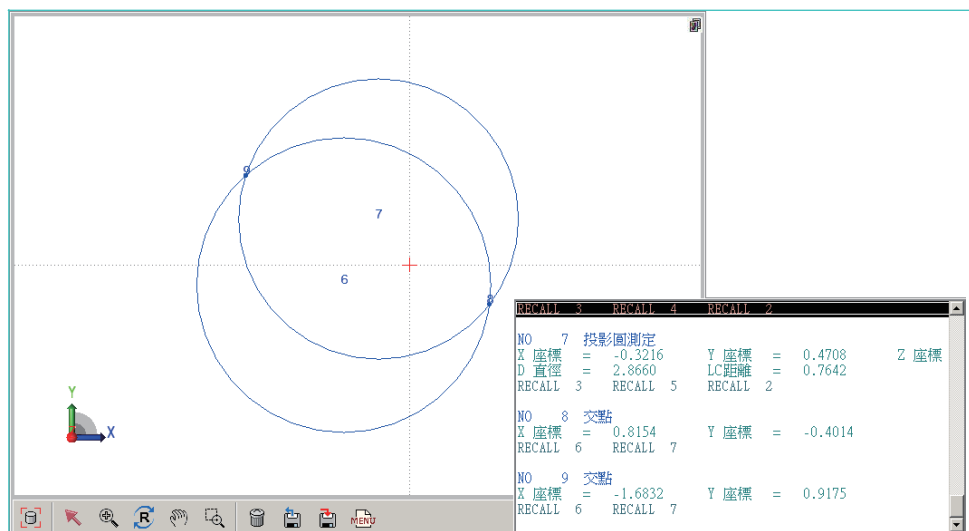 9
7
6
8
Y
X
R
MENU
RECALL 3 RECALL 4 RECALL 2
NO 7 投影圓測定
X 座標 = -0.3216 Y 座標 = 0.4708 Z 座標
D 直徑 = 2.8660 LC距離 = 0.7642
RECALL 3 RECALL 5 RECALL 2
NO 8 交點
X 座標 = 0.8154 Y 座標 = -0.4014
RECALL 6 RECALL 7
NO 9 交點
X 座標 = -1.6832 Y 座標 = 0.9175
RECALL 6 RECALL 7